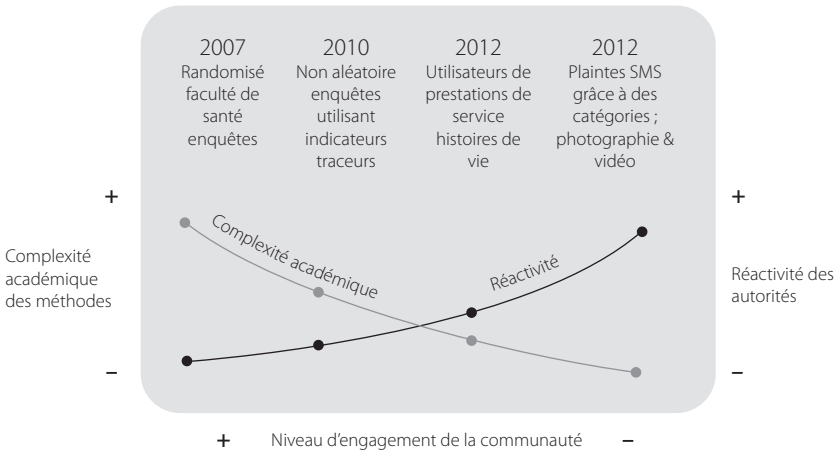 2007
Randomisé
faculté de
santé
enquêtes
2010
Non aléatoire
enquêtes
utilisant
indicateurs
traceurs
2012
Utilisateurs de
prestations de
service
histoires de
vie
2012
Plaintes SMS
grâce à des
catégories ;
photographie &
vidéo
+
Complexité
académique
des méthodes
–
Complexité académique
Réactivité
+
Réactivité des
autorités
–
+ Niveau d’engagement de la communauté –